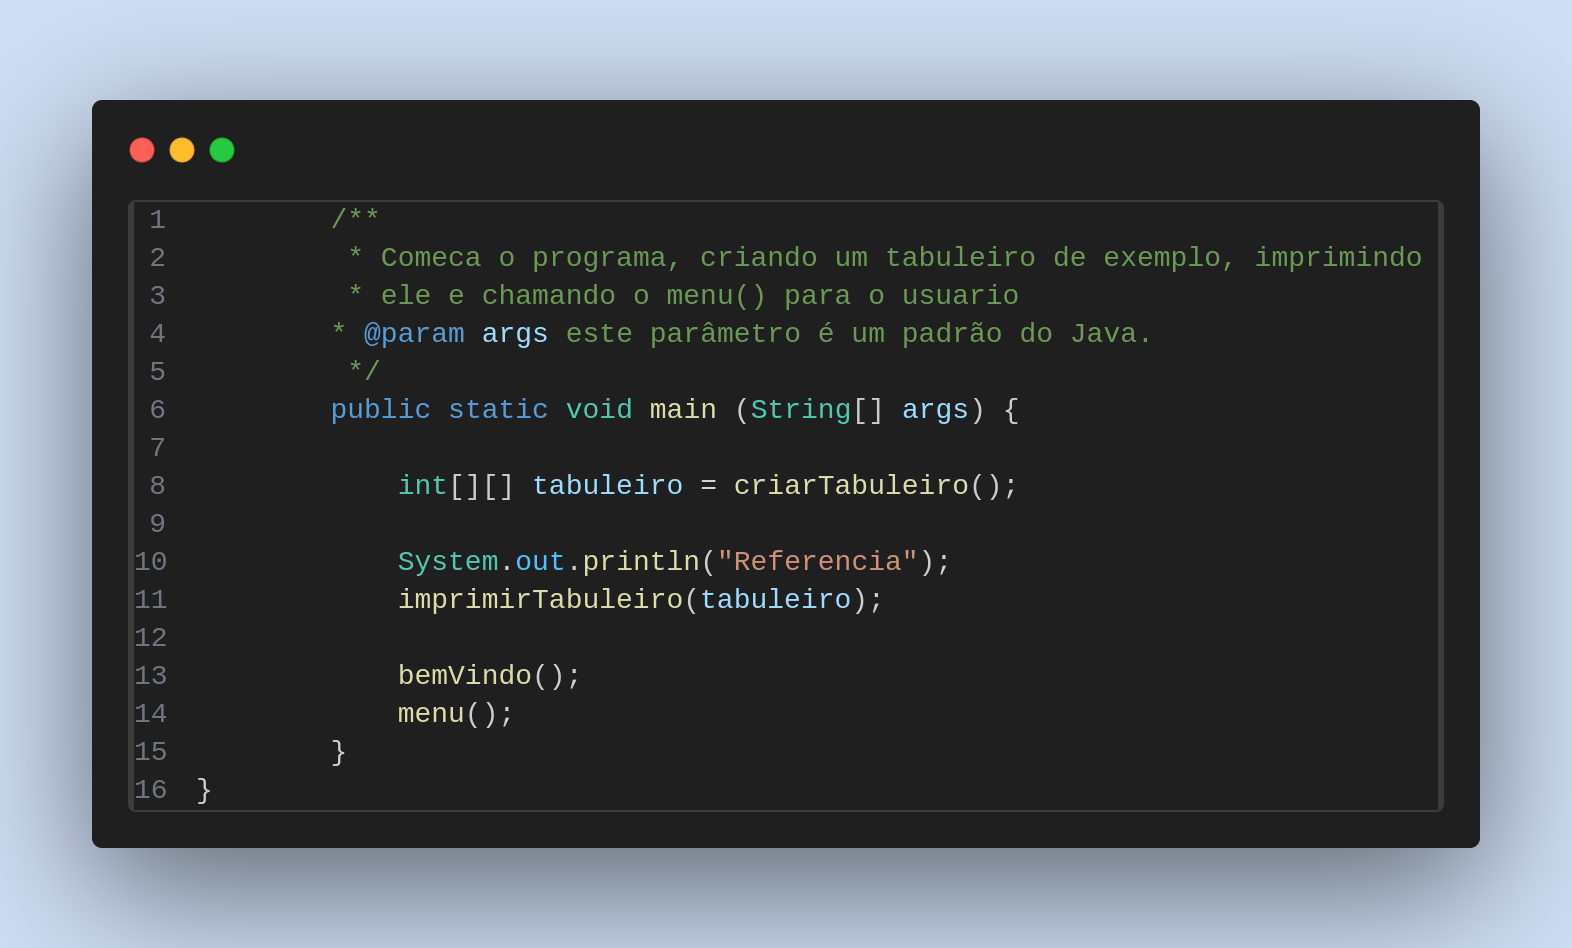 1 /**
2 * Comeca o programa, criando um tabuleiro de exemplo, imprimindo
3 * ele e chamando o menu() para o usuario
4 * @param args este parâmetro é um padrão do Java.
5 */
6 public static void main (String[] args) {
7
8 int[][] tabuleiro = criarTabuleiro();
9
10 System.out.println("Referencia");
11 imprimirTabuleiro(tabuleiro);
12
13 bemVindo();
14 menu();
15 }
16 }